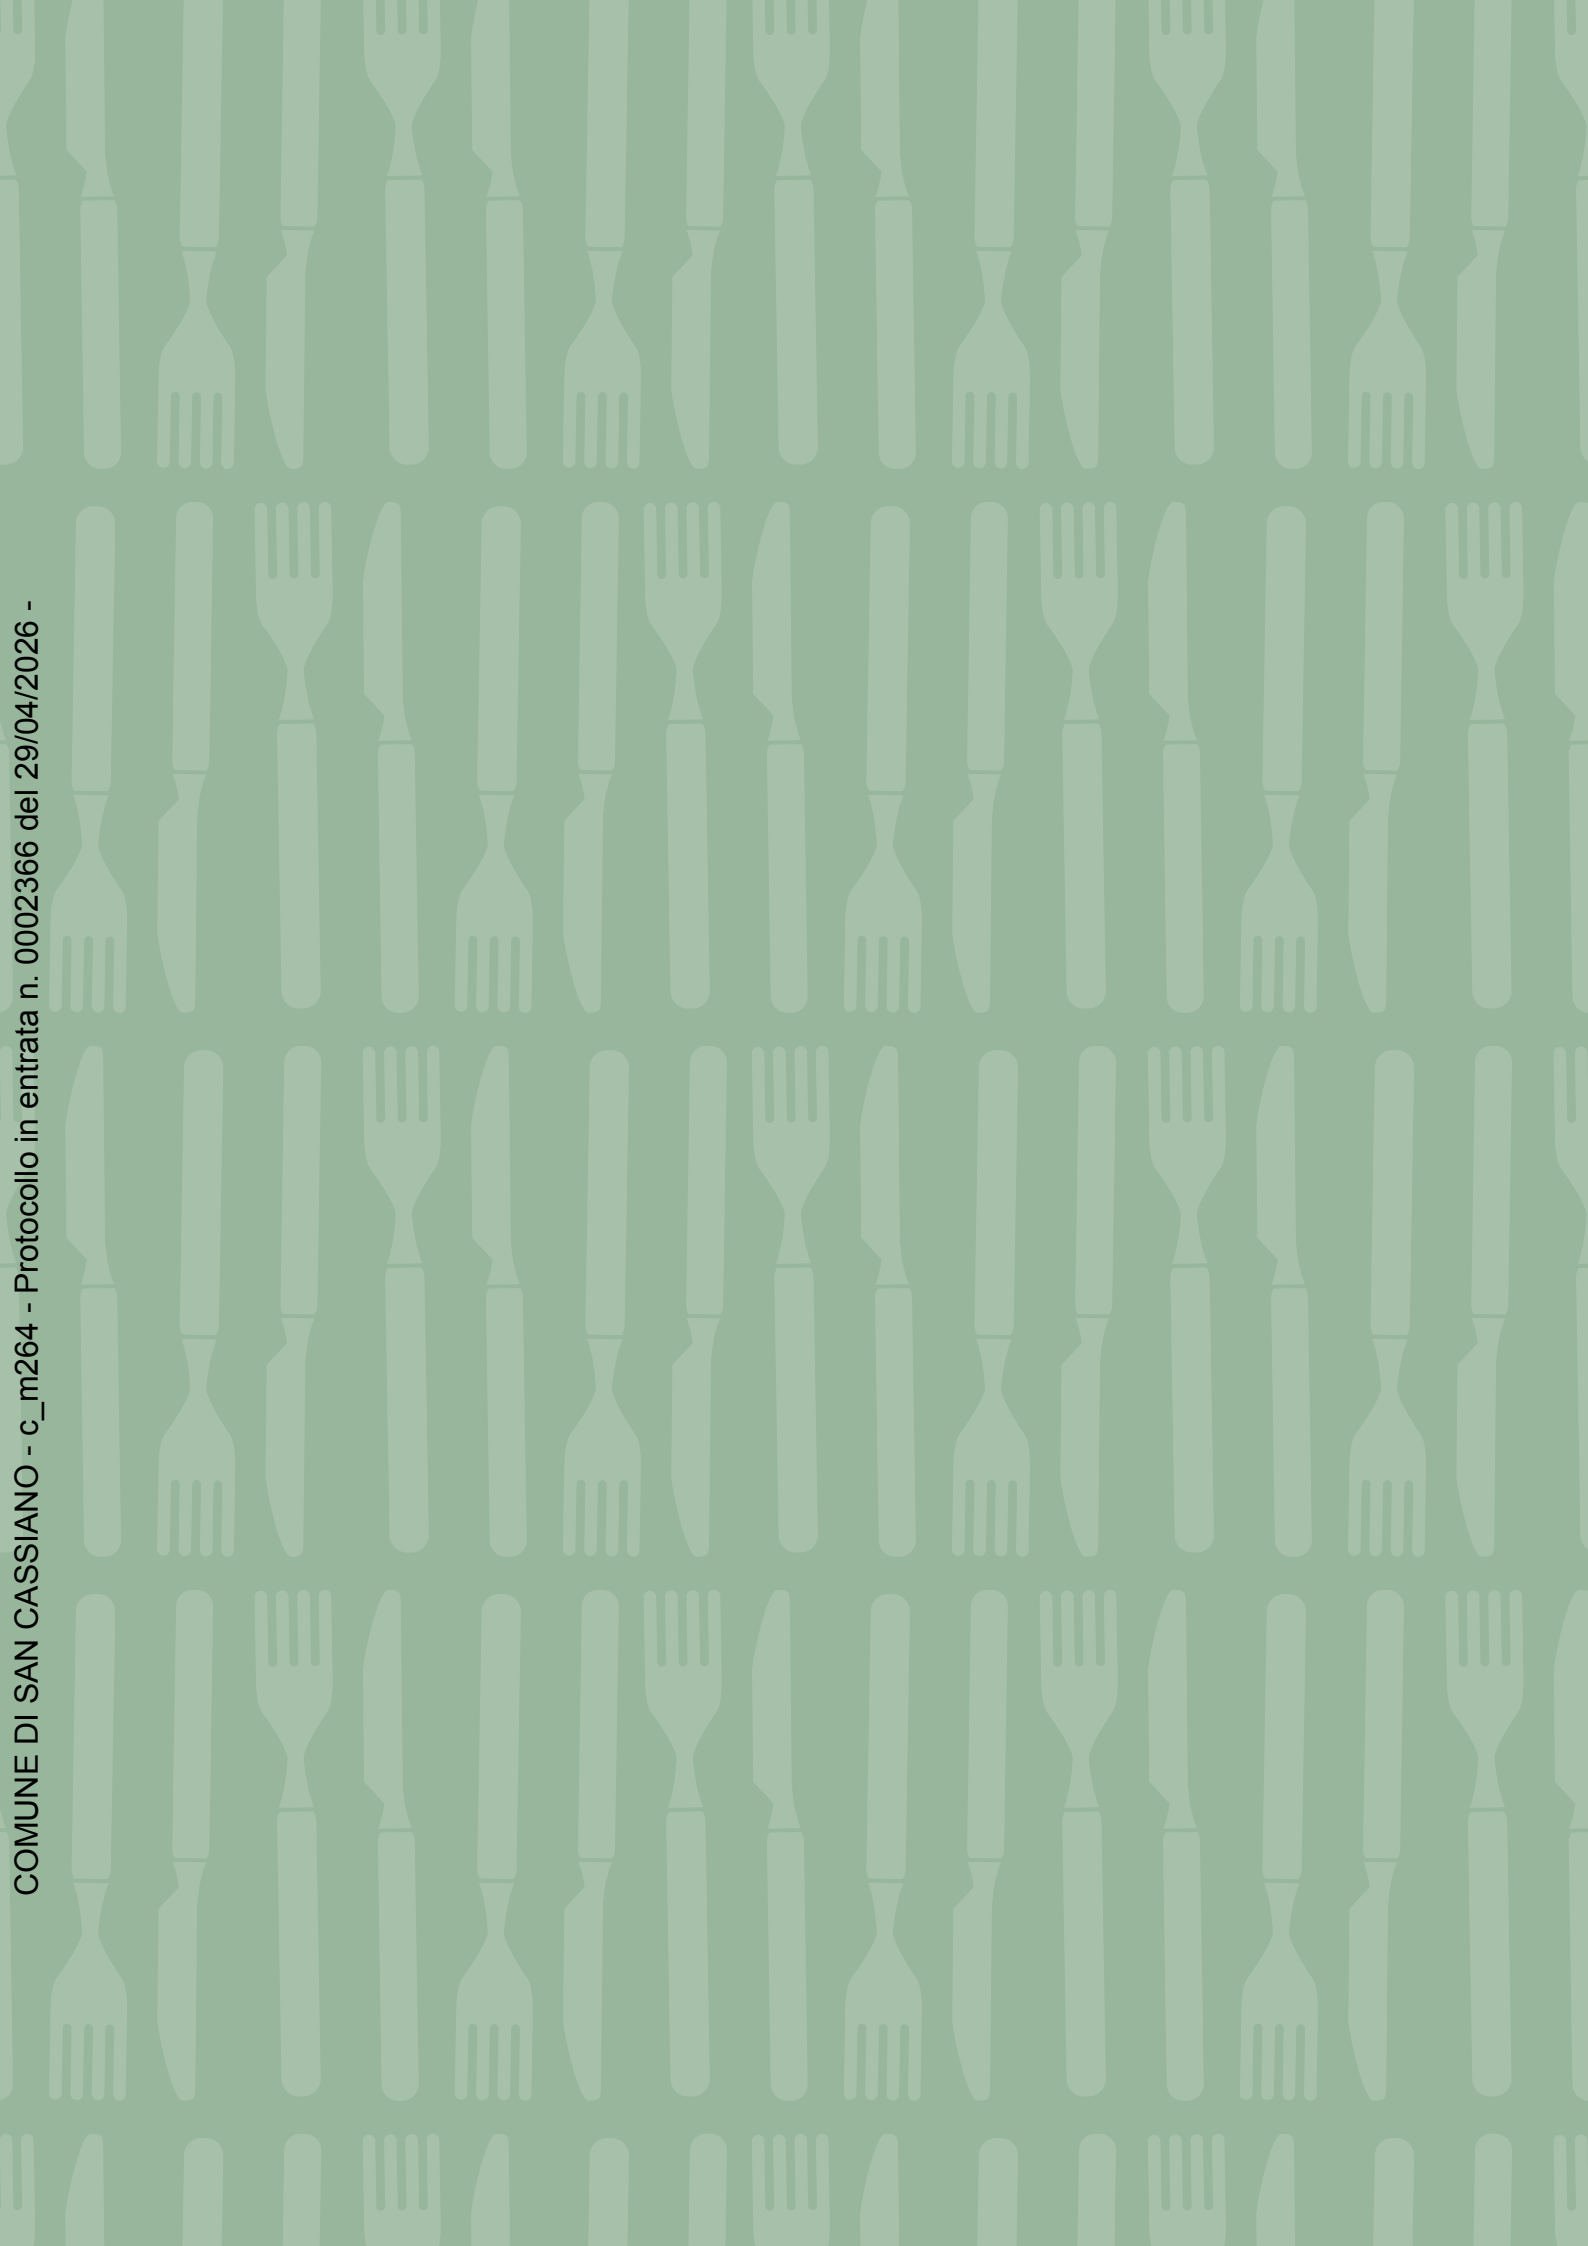 COMUNE DI SAN CASSIANO - c_m264 - Protocollo in entrata n. 0002366 del 29/04/2026 -